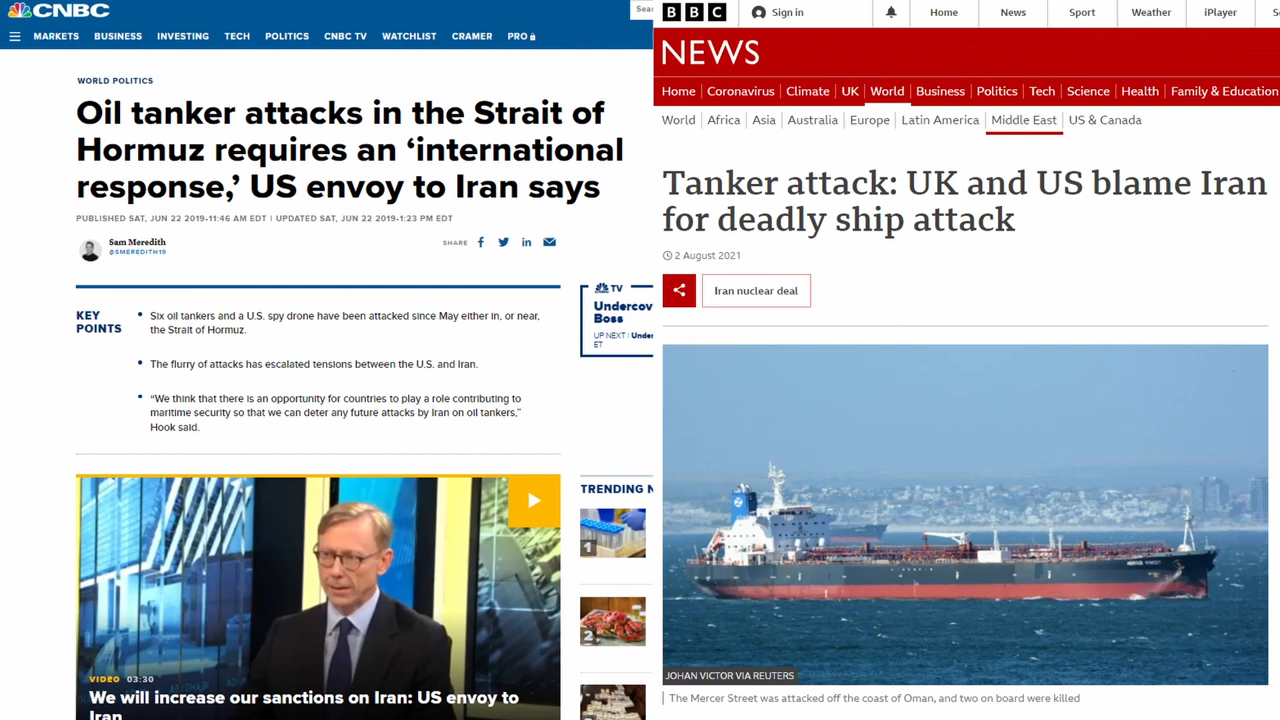 CNBC
Sear
MARKETS BUSINESS INVESTING TECH POLITICS CNBC TV WATCHLIST CRAMER PRO
WORLD POLITICS
Oil tanker attacks in the Strait of
Hormuz requires an ‘international
response,’ US envoy to Iran says
PUBLISHED SAT, JUN 22 2019•11:46 AM EDT | UPDATED SAT, JUN 22 2019•1:23 PM EDT
Sam Meredith
@SMEREDITH19
SHARE
KEY
POINTS
Six oil tankers and a U.S. spy drone have been attacked since May either in, or near,
the Strait of Hormuz.
The flurry of attacks has escalated tensions between the U.S. and Iran.
“We think that there is an opportunity for countries to play a role contributing to
maritime security so that we can deter any future attacks by Iran on oil tankers,”
Hook said.
TV
Undercov
Boss
UP NEXT | Under
ET
TRENDING N
1
2
VIDEO 03:30
We will increase our sanctions on Iran: US envoy to
Iran
BBC Sign in Home News Sport Weather iPlayer S
NEWS
Home Coronavirus Climate UK World Business Politics Tech Science Health Family & Education
World Africa Asia Australia Europe Latin America Middle East US & Canada
Tanker attack: UK and US blame Iran
for deadly ship attack
2 August 2021
Iran nuclear deal
JOHAN VICTOR VIA REUTERS
The Mercer Street was attacked off the coast of Oman, and two on board were killed